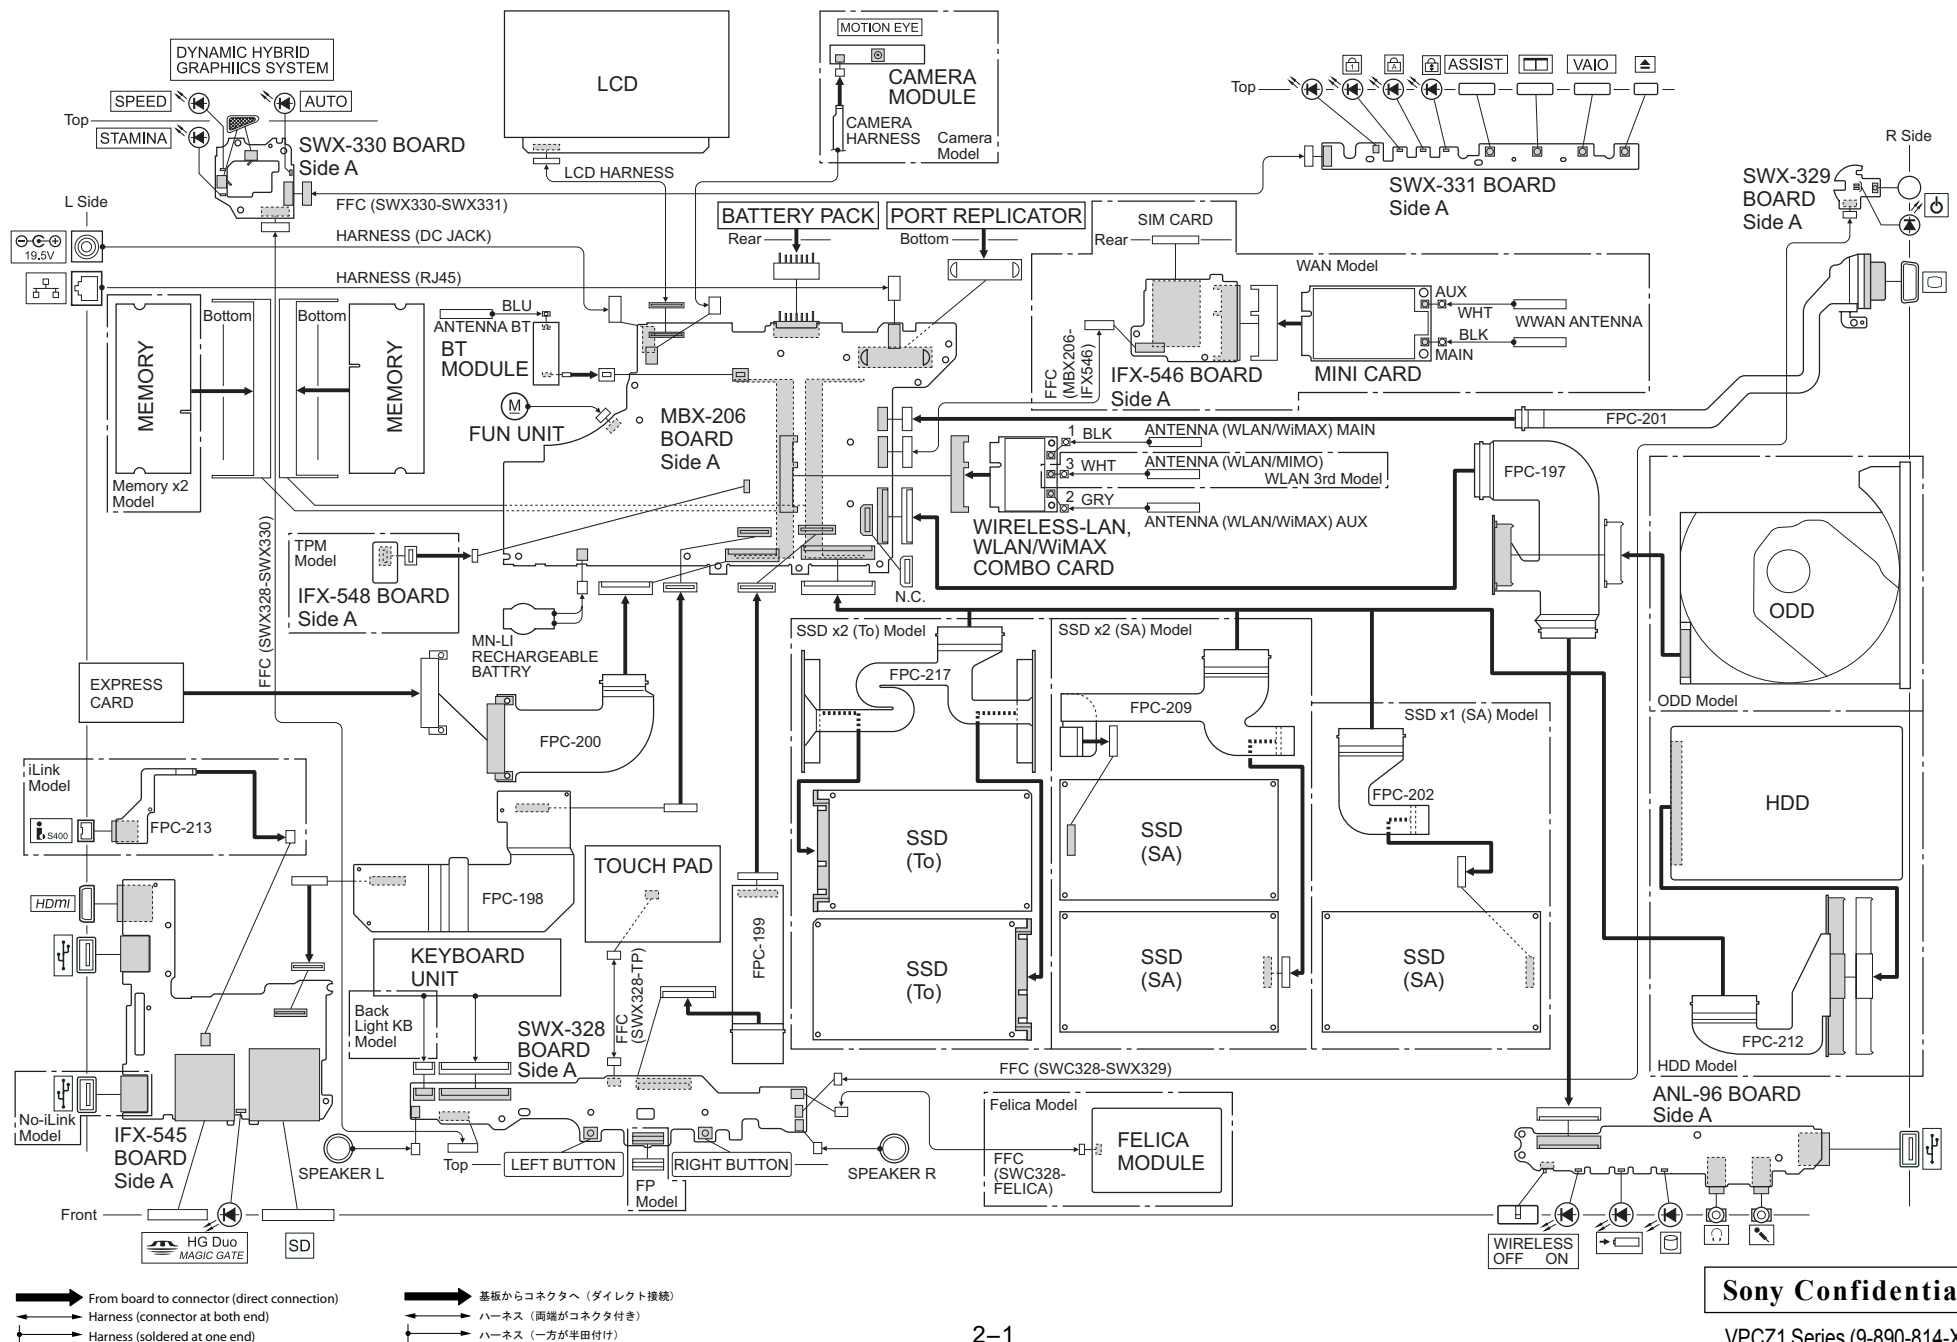 DYNAMIC HYBRID
GRAPHIICS SYSTEM
SPEED
AUTO
Top
STAMINA
SWX-330 BOARD
Side A
LCD
LCD HARNESS
MOTION EYE
CAMERA
MODULE
CAMERA
HARNESS
Camera
Model
Top
1
A
ASSIST
VAIO
SWX-331 BOARD
Side A
R Side
SWX-329
BOARD
Side A
L Side
FFC (SWX330-SWX331)
19.5V
HARNESS (DC JACK)
HARNESS (RJ45)
BATTERY PACK
Rear
PORT REPLICATOR
Bottom
SIM CARD
Rear
WAN Model
AUX
WHT
WWAN ANTENNA
BLK
MAIN
MINI CARD
IFX-546 BOARD
Side A
FFC
(MBX206-
IFX546)
MEMORY
Memory x2
Model
Bottom
Bottom
MEMORY
BLU
ANTENNA BT
BT
MODULE
M
FUN UNIT
MBX-206
BOARD
Side A
FPC-201
1 BLK
ANTENNA (WLAN/WiMAX) MAIN
3 WHT
ANTENNA (WLAN/MIMO)
WLAN 3rd Model
2 GRY
ANTENNA (WLAN/WiMAX) AUX
WIRELESS-LAN,
WLAN/WiMAX
COMBO CARD
N.C.
FPC-197
ODD
ODD Model
TPM
Model
IFX-548 BOARD
Side A
FFC (SWX328-SWX330)
MN-LI
RECHARGEABLE
BATTRY
EXPRESS
CARD
FPC-200
SSD x2 (To) Model
FPC-217
SSD
(To)
SSD
(To)
SSD x2 (SA) Model
FPC-209
SSD
(SA)
SSD
(SA)
SSD x1 (SA) Model
FPC-202
SSD
(SA)
HDD
FPC-212
HDD Model
iLink
Model
S400
FPC-213
HDMI
FPC-198
TOUCH PAD
FPC-199
KEYBOARD
UNIT
Back
Light KB
Model
SWX-328
BOARD
Side A
FFC
(SWX328-TP)
FFC (SWC328-SWX329)
No-iLink
Model
IFX-545
BOARD
Side A
SPEAKER L
Top
LEFT BUTTON
RIGHT BUTTON
FP
Model
SPEAKER R
Felica Model
FFC
(SWC328-
FELICA)
FELICA
MODULE
ANL-96 BOARD
Side A
Front
HG Duo
MAGIC GATE
SD
WIRELESS
OFF ON
From board to connector (direct connection)
Harness (connector at both end)
Harness (soldered at one end)
基板からコネクタへ（ダイレクト接続）
ハーネス（両端がコネクタ付き）
ハーネス（一方が半田付け）
2–1
Sony Confidentia
VPCZ1 Series (9-890-814-X